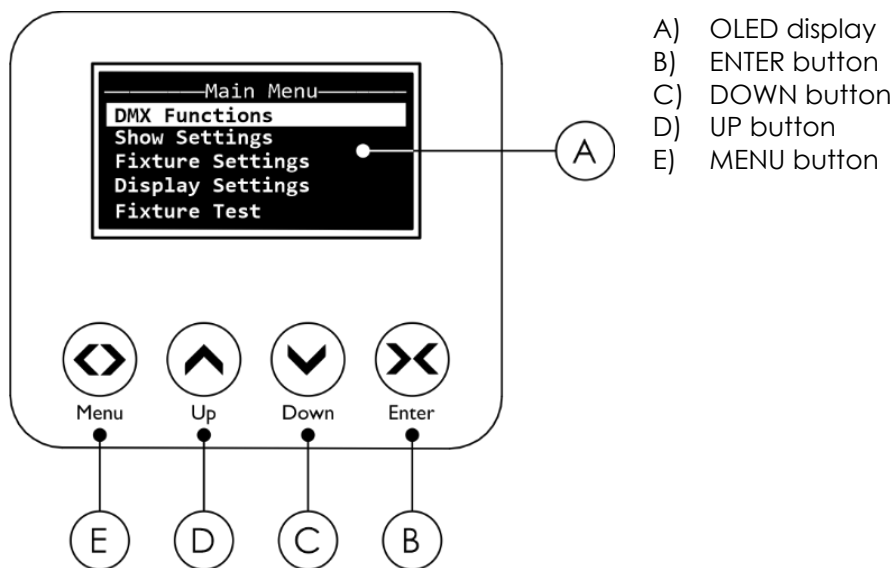 Main Menu
DMX Functions
Show Settings
Fixture Settings
Display Settings
Fixture Test
A
A) OLED display
B) ENTER button
C) DOWN button
D) UP button
E) MENU button
Menu Up Down Enter
E D C B